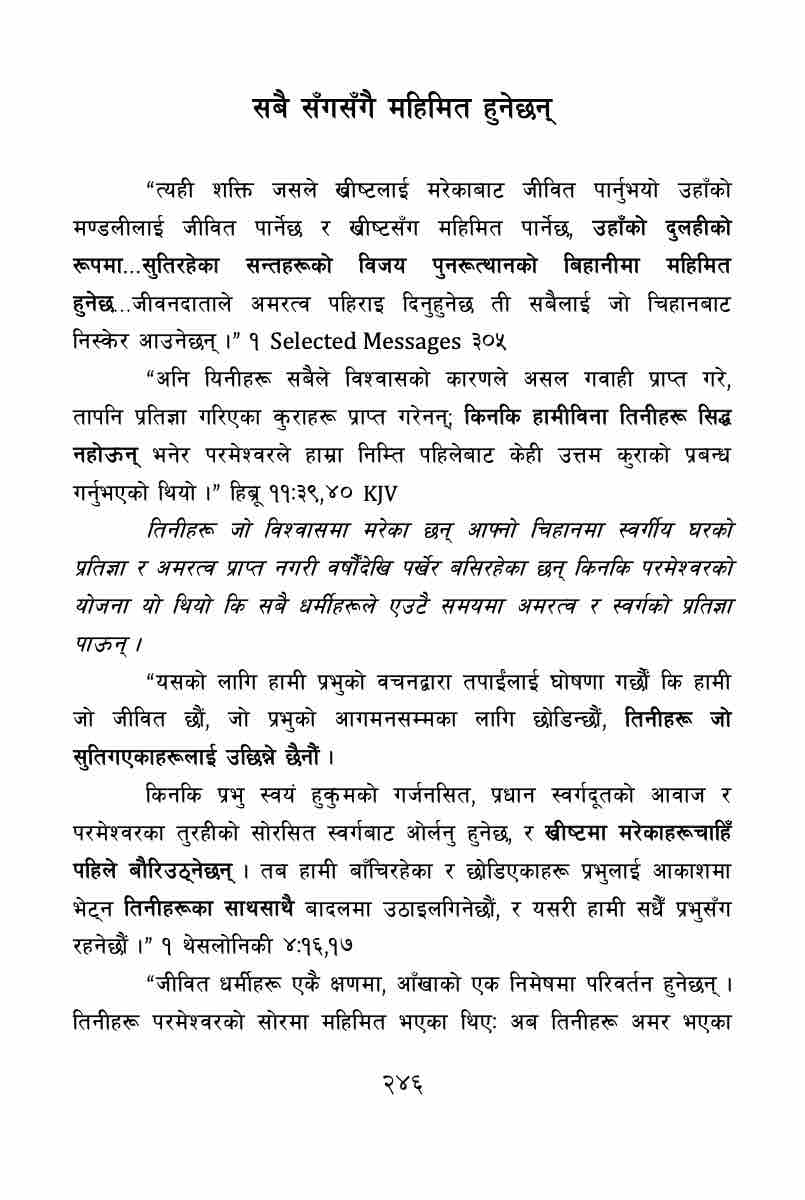 सबै सँगसँगै महिमित हुनेछन्
“त्यही शक्ति जसले ख्रीष्टलाई मरेकाबाट जीवित पार्नुभयो उहाँको
मण्डलीलाई जीवित पार्नेछ र ख्रीष्टसँग महिमित पार्नेछ, उहाँको दुलहीको
रूपमा...सुतिरहेका सन्तहरूको विजय पुनरूत्थानको बिहानीमा महिमित
हुनेछ...जीवनदाताले अमरत्व पहिराइ दिनुहुनेछ ती सबैलाई जो चिहानबाट
निस्केर आउनेछन् ।” १ Selected Messages ३०५
“अनि यिनीहरू सबैले विश्वासको कारणले असल गवाही प्राप्त गरे,
तापनि प्रतिज्ञा गरिएका कुराहरू प्राप्त गरेनन्; किनकि हामीविना तिनीहरू सिद्ध
नहोऊन् भनेर परमेश्वरले हाम्रा निम्ति पहिलेबाट केही उत्तम कुराको प्रबन्ध
गर्नुभएको थियो ।” हिब्रू ११:३९,४० KJV
तिनीहरू जो विश्वासमा मरेका छन् आफ्नो चिहानमा स्वर्गीय घरको
प्रतिज्ञा र अमरत्व प्राप्त नगरी वर्षौंदेखि पर्खेर बसिरहेका छन् किनकि परमेश्वरको
योजना यो थियो कि सबै धर्मीहरूले एउटै समयमा अमरत्व र स्वर्गको प्रतिज्ञा
पाऊन् ।
“यसको लागि हामी प्रभुको वचनद्वारा तपाईंलाई घोषणा गर्छौं कि हामी
जो जीवित छौं, जो प्रभुको आगमनसम्मका लागि छोडिन्छौं, तिनीहरू जो
सुतिगएकाहरूलाई उछिन्ने छैनौं ।
किनकि प्रभु स्वयं हुकुमको गर्जनसित, प्रधान स्वर्गदूतको आवाज र
परमेश्वरका तुरहीको सोरसित स्वर्गबाट ओर्लनु हुनेछ, र ख्रीष्टमा मरेकाहरूचाहिँ
पहिले बौरिउठ्नेछन् । तब हामी बाँचिरहेका र छोडिएकाहरू प्रभुलाई आकाशमा
भेट्न तिनीहरूका साथसाथै बादलमा उठाइलगिनेछौं, र यसरी हामी सधैँ प्रभुसँग
रहनेछौं ।” १ थेसलोनिकी ४:१६,१७
“जीवित धर्मीहरू एकै क्षणमा, आँखाको एक निमेषमा परिवर्तन हुनेछन् ।
तिनीहरू परमेश्वरको सोरमा महिमित भएका थिए: अब तिनीहरू अमर भएका
२४६